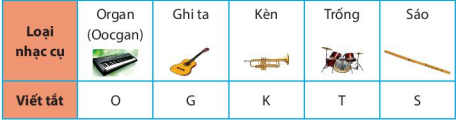 Loại nhạc cụ
Organ (Oocgan)
Ghi ta
Kèn
Trống
Sáo
Viết tắt
O
G
K
T
S